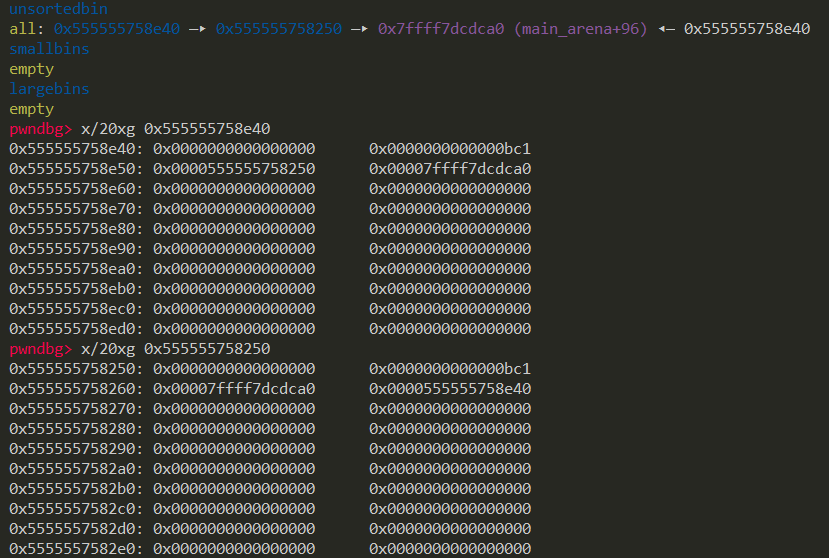 unsortedbin
all: 0x555555758e40 —▸ 0x555555758250 —▸ 0x7ffff7dcdca0 (main_arena+96) ◂— 0x555555758e40
smallbins
empty
largebins
empty
pwndbg> x/20xg 0x555555758e40
0x555555758e40: 0x0000000000000000 0x0000000000000bc1
0x555555758e50: 0x0000555555758250 0x00007ffff7dcdca0
0x555555758e60: 0x0000000000000000 0x0000000000000000
0x555555758e70: 0x0000000000000000 0x0000000000000000
0x555555758e80: 0x0000000000000000 0x0000000000000000
0x555555758e90: 0x0000000000000000 0x0000000000000000
0x555555758ea0: 0x0000000000000000 0x0000000000000000
0x555555758eb0: 0x0000000000000000 0x0000000000000000
0x555555758ec0: 0x0000000000000000 0x0000000000000000
0x555555758ed0: 0x0000000000000000 0x0000000000000000
pwndbg> x/20xg 0x555555758250
0x555555758250: 0x0000000000000000 0x0000000000000bc1
0x555555758260: 0x00007ffff7dcdca0 0x0000555555758e40
0x555555758270: 0x0000000000000000 0x0000000000000000
0x555555758280: 0x0000000000000000 0x0000000000000000
0x555555758290: 0x0000000000000000 0x0000000000000000
0x5555557582a0: 0x0000000000000000 0x0000000000000000
0x5555557582b0: 0x0000000000000000 0x0000000000000000
0x5555557582c0: 0x0000000000000000 0x0000000000000000
0x5555557582d0: 0x0000000000000000 0x0000000000000000
0x5555557582e0: 0x0000000000000000 0x0000000000000000